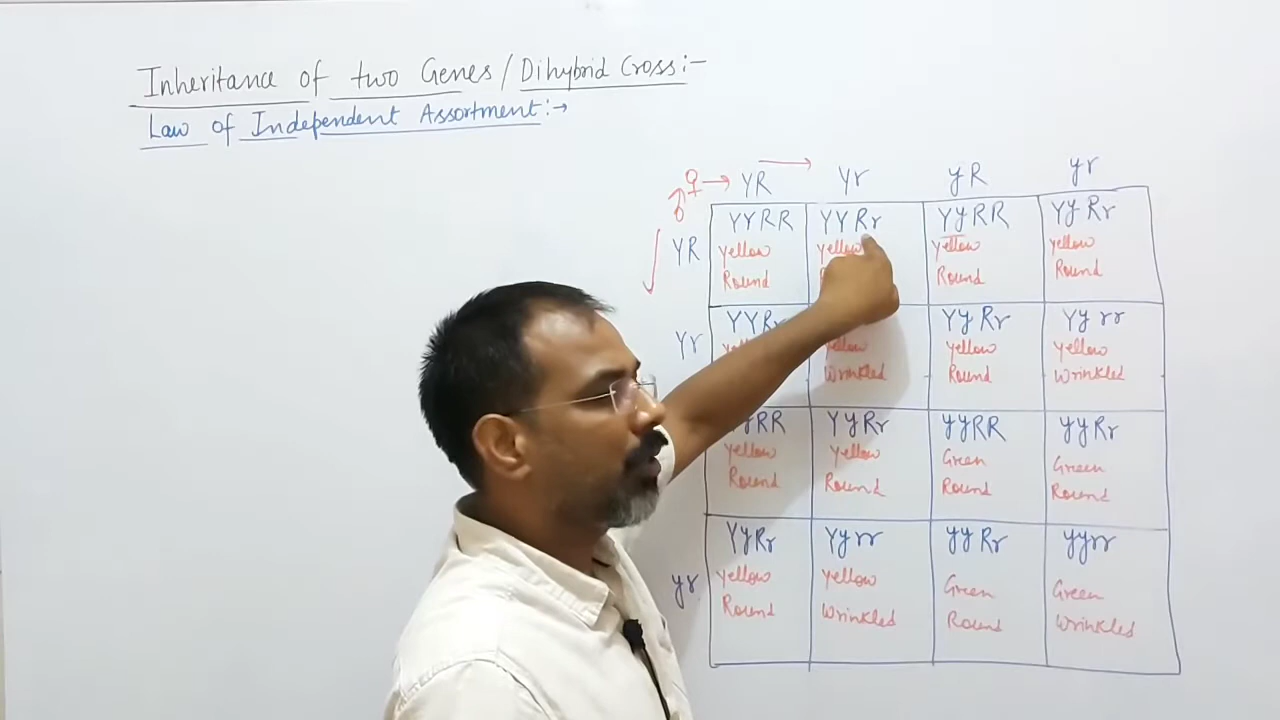 Inheritance of two Genes / Dihybrid Cross:-
Law of Independent Assortment:→
♂ ♀ → YR → Yr yR yr
YR YYRR YYRr YyRR YyRr
Yellow Yellow Yellow Yellow
Round Round Round
Yr YYRr YyRr Yyrr
Yellow Yellow Yellow
Wrinkled Round Wrinkled
RR YyRr yyRR yyRr
Yellow Yellow Green Green
Round Round Round Round
yr YyRr Yyrr yyRr yyrr
Yellow Yellow Green Green
Round Wrinkled Round Wrinkled